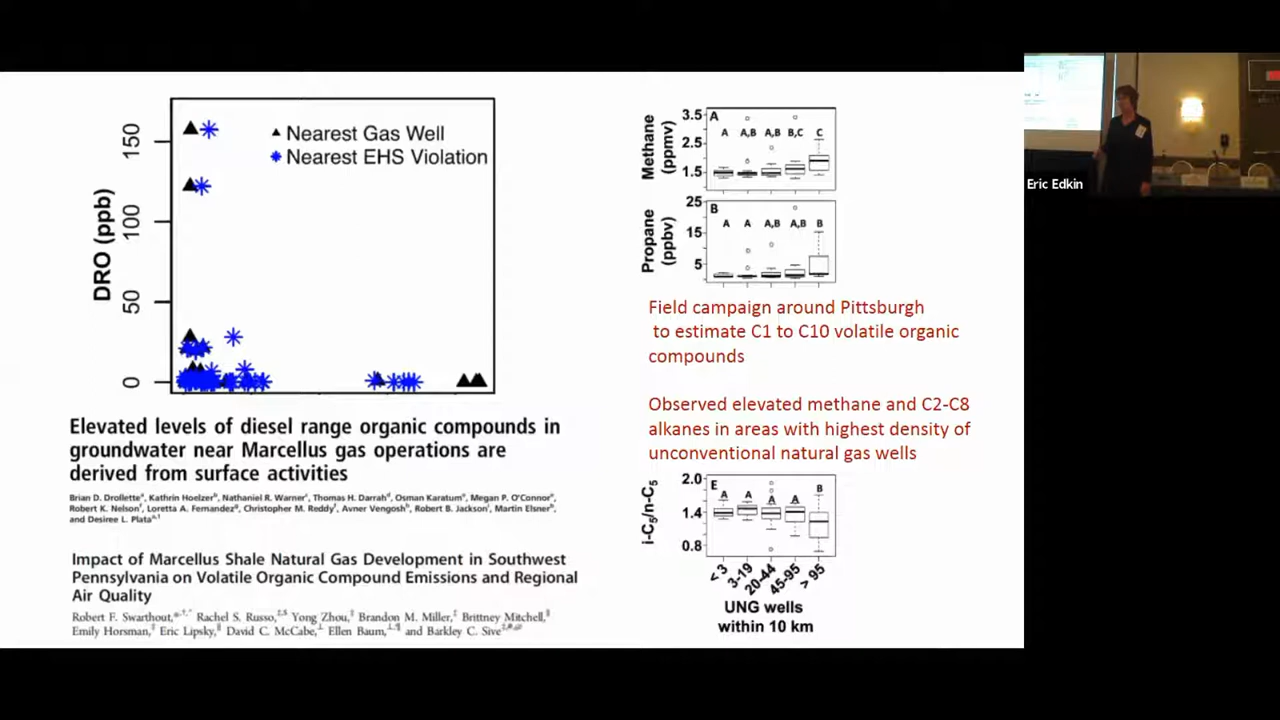 150
100
50
0
DRO (ppb)
Nearest Gas Well
Nearest EHS Violation
Elevated levels of diesel range organic compounds in
groundwater near Marcellus gas operations are
derived from surface activities
Brian D. Drollette, Kathrin Hoelzer, Nathaniel R. Warner, Thomas H. Darrah, Osman Karatum, Megan P. O'Connor,
Robert K. Nelson, Loretta A. Fernandez, Christopher M. Reddy, Avner Vengosh, Robert B. Jackson, Martin Elsner,
and Desiree L. Plata
Impact of Marcellus Shale Natural Gas Development in Southwest
Pennsylvania on Volatile Organic Compound Emissions and Regional
Air Quality
Robert F. Swarthout, Rachel S. Russo, Yong Zhou, Brandon M. Miller, Brittney Mitchell,
Emily Horsman, Eric Lipsky, David C. McCabe, Ellen Baum, and Barkley C. Sive
Methane
(ppmv)
3.5
2.5
1.5
A
A A,B A,B B,C C
Propane
(ppbv)
25
15
5
B
A A A,B A,B B
Field campaign around Pittsburgh
to estimate C1 to C10 volatile organic
compounds
Observed elevated methane and C2-C8
alkanes in areas with highest density of
unconventional natural gas wells
i-C5/n-C5
2.0
1.4
0.8
E
A A A A B
< 3 3-19 20-44 45-95 > 95
UNG wells
within 10 km
Eric Edkin